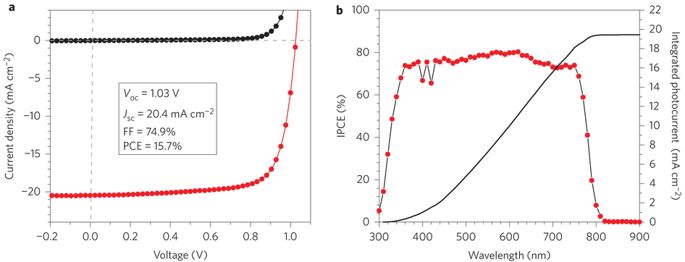 a
Current density (mA cm−2)
0
−5
−10
−15
−20
Voc = 1.03 V
Jsc = 20.4 mA cm−2
FF = 74.9%
PCE = 15.7%
−0.2 0.0 0.2 0.4 0.6 0.8 1.0
Voltage (V)
b
IPCE (%)
100
80
60
40
20
0
300 400 500 600 700 800 900
Wavelength (nm)
22
20
18
16
14
12
10
8
6
4
2
0
Integrated photocurrent (mA cm−2)